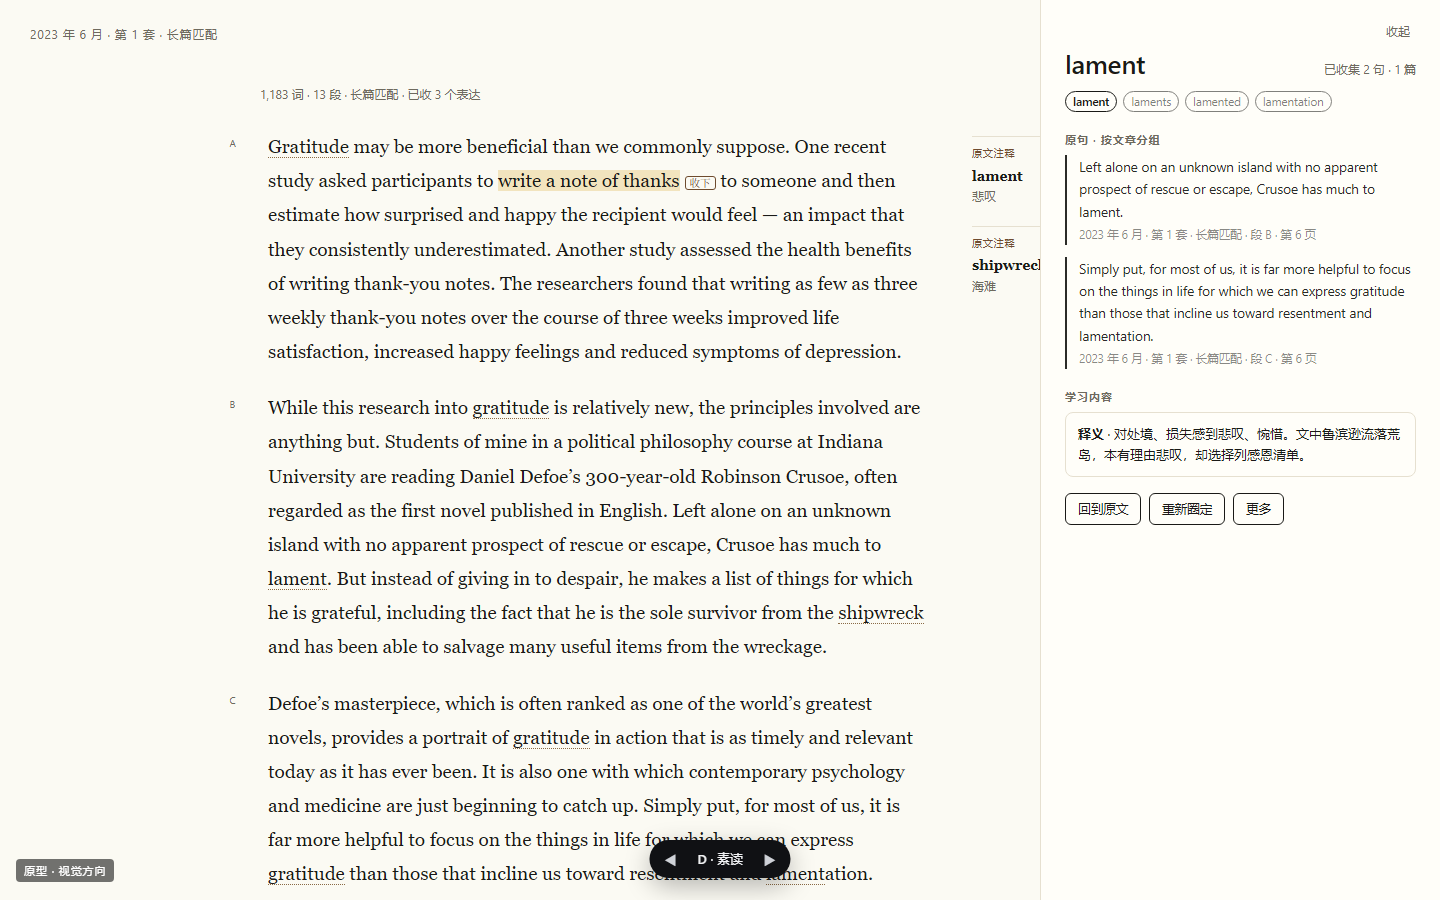 2023 年 6 月 · 第 1 套 · 长篇匹配
1,183 词 · 13 段 · 长篇匹配 · 已收 3 个表达
A
Gratitude may be more beneficial than we commonly suppose. One recent
study asked participants to write a note of thanks 收下 to someone and then
estimate how surprised and happy the recipient would feel — an impact that
they consistently underestimated. Another study assessed the health benefits
of writing thank-you notes. The researchers found that writing as few as three
weekly thank-you notes over the course of three weeks improved life
satisfaction, increased happy feelings and reduced symptoms of depression.
B
While this research into gratitude is relatively new, the principles involved are
anything but. Students of mine in a political philosophy course at Indiana
University are reading Daniel Defoe’s 300-year-old Robinson Crusoe, often
regarded as the first novel published in English. Left alone on an unknown
island with no apparent prospect of rescue or escape, Crusoe has much to
lament. But instead of giving in to despair, he makes a list of things for which
he is grateful, including the fact that he is the sole survivor from the shipwreck
and has been able to salvage many useful items from the wreckage.
C
Defoe’s masterpiece, which is often ranked as one of the world’s greatest
novels, provides a portrait of gratitude in action that is as timely and relevant
today as it has ever been. It is also one with which contemporary psychology
and medicine are just beginning to catch up. Simply put, for most of us, it is
far more helpful to focus on the things in life for which we can express
gratitude than those that incline us toward resentment and lamentation.
原文注释
lament
悲叹
原文注释
shipwreck
海难
收起
lament
已收集 2 句 · 1 篇
lament laments lamented lamentation
原句 · 按文章分组
Left alone on an unknown island with no apparent
prospect of rescue or escape, Crusoe has much to
lament.
2023 年 6 月 · 第 1 套 · 长篇匹配 · 段 B · 第 6 页
Simply put, for most of us, it is far more helpful to focus
on the things in life for which we can express gratitude
than those that incline us toward resentment and
lamentation.
2023 年 6 月 · 第 1 套 · 长篇匹配 · 段 C · 第 6 页
学习内容
释义 · 对处境、损失感到悲叹、惋惜。文中鲁滨逊流落荒
岛，本有理由悲叹，却选择列感恩清单。
回到原文 重新圈定 更多
原型 · 视觉方向
◀ D · 素读 ▶